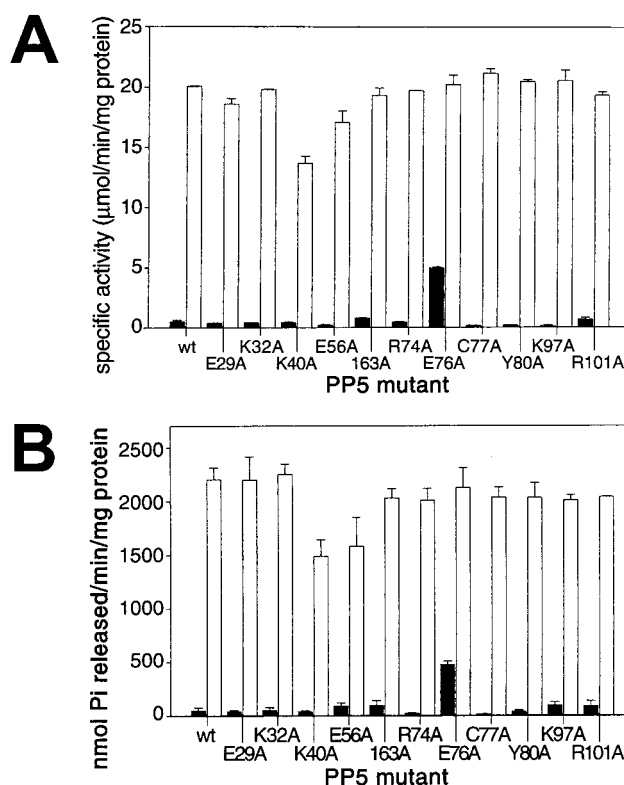 A
specific activity (μmol/min/mg protein)
25
20
15
10
5
0
wt K32A E56A R74A C77A K97A
E29A K40A 163A E76A Y80A R101A
PP5 mutant
B
nmol Pi released/min/mg protein
2500
2000
1500
1000
500
0
wt K32A E56A R74A C77A K97A
E29A K40A 163A E76A Y80A R101A
PP5 mutant